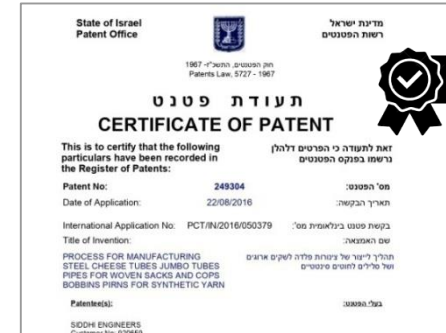 State of Israel
Patent Office
מדינת ישראל
רשות הפטנטים
חוק הפטנטים, התשכ"ז- 1967
Patents Law, 5727 - 1967
תעודת פטנט
CERTIFICATE OF PATENT
This is to certify that the following
particulars have been recorded in
the Register of Patents:
זאת לתעודה כי הפרטים דלהלן
נרשמו בפנקס הפטנטים
Patent No: 249304 מס' הפטנט:
Date of Application: 22/08/2016 תאריך הבקשה:
International Application No: PCT/IN/2016/050379 בקשת פטנט בינלאומית מס':
Title of Invention: שם האמצאה:
PROCESS FOR MANUFACTURING
STEEL CHEESE TUBES JUMBO TUBES
PIPES FOR WOVEN SACKS AND COPS
BOBBINS PIRNS FOR SYNTHETIC YARN
תהליך לייצור של צינורות פלדה לשקים ארוגים
ושל סלילים לחוטים סינטטיים
Patentee(s): בעלי הפטנט:
SIDDHI ENGINEERS